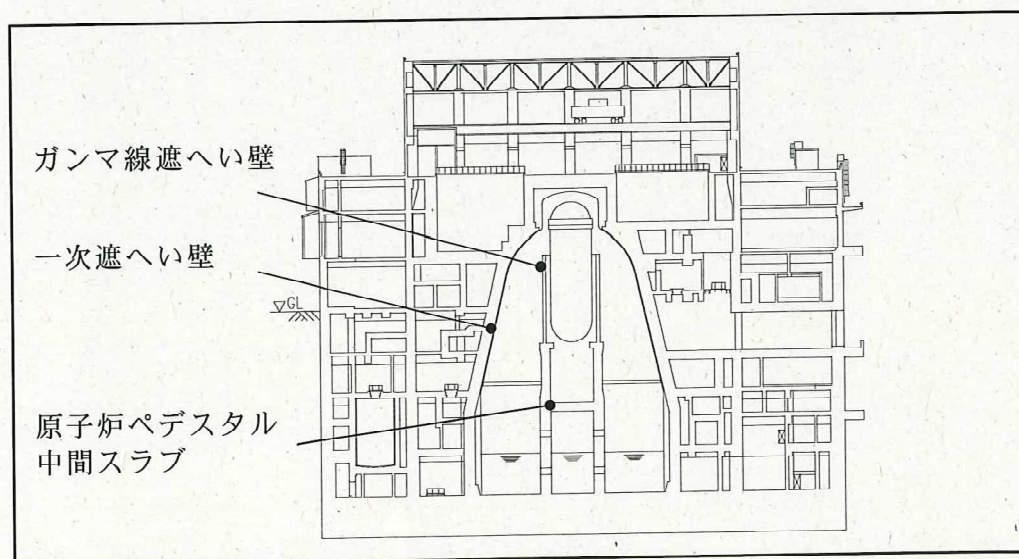 ガンマ線遮へい壁
一次遮へい壁
GL
原子炉ペデスタル
中間スラブ